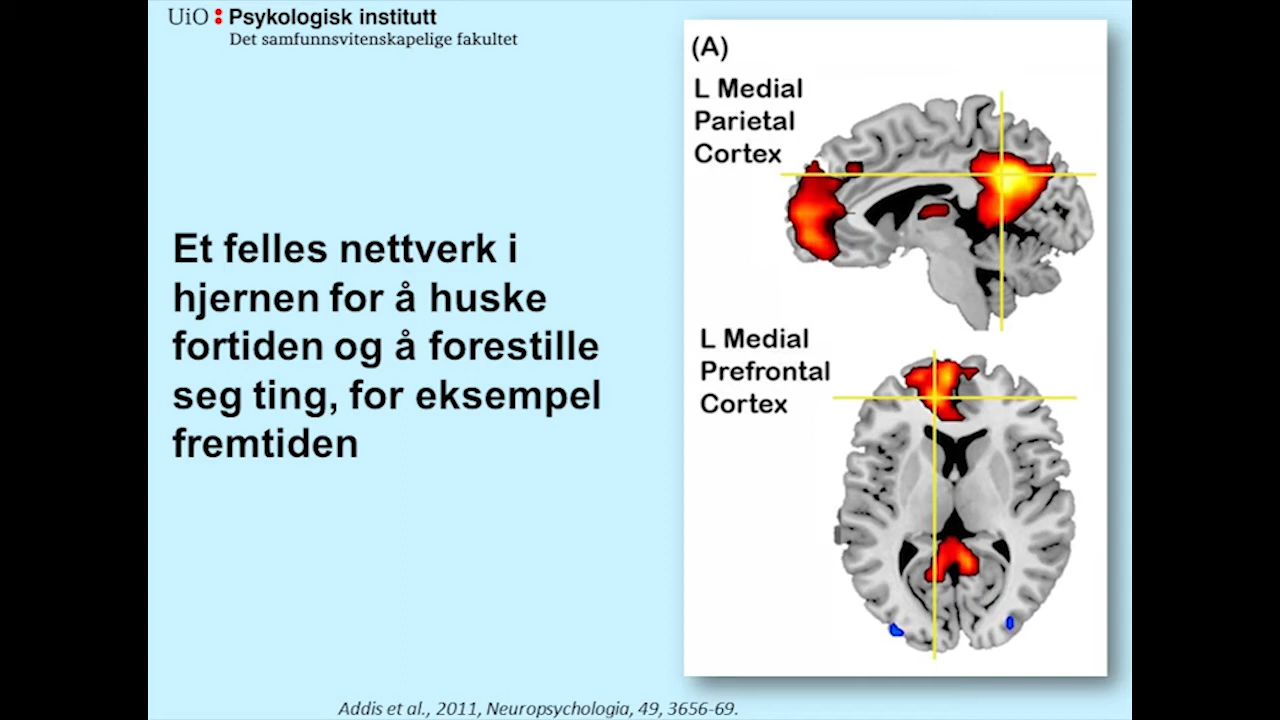 UiO : Psykologisk institutt
Det samfunnsvitenskapelige fakultet
Et felles nettverk i
hjernen for å huske
fortiden og å forestille
seg ting, for eksempel
fremtiden
(A)
L Medial
Parietal
Cortex
L Medial
Prefrontal
Cortex
Addis et al., 2011, Neuropsychologia, 49, 3656-69.